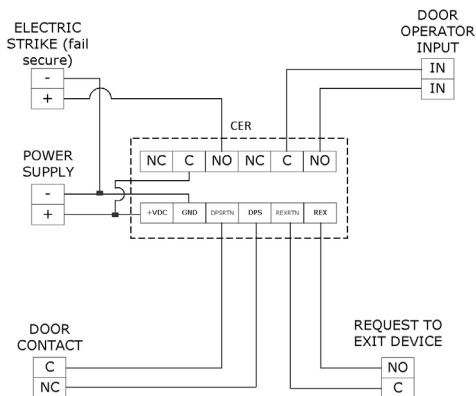 ELECTRIC
STRIKE (fail
secure)
-
+
DOOR
OPERATOR
INPUT
IN
IN
CER
NC C NO NC C NO
POWER
SUPPLY
-
+
+VDC GND DPSRTN DPS REXRTN REX
DOOR
CONTACT
C
NC
REQUEST TO
EXIT DEVICE
NO
C